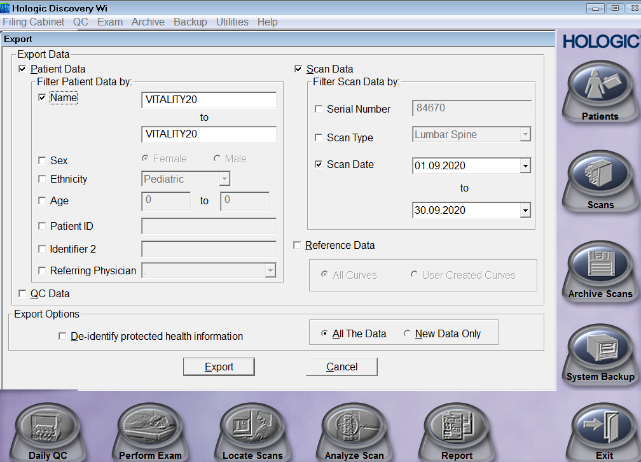 Hologic Discovery Wi
Filing Cabinet QC Exam Archive Backup Utilities Help
Export
HOLOGIC
Export Data
Patient Data
Filter Patient Data by:
Name VITALITY20
to
VITALITY20
Sex Female Male
Ethnicity Pediatric
Age 0 to 0
Patient ID
Identifier 2
Referring Physician
QC Data
Scan Data
Filter Scan Data by:
Serial Number 84670
Scan Type Lumbar Spine
Scan Date 01.09.2020
to
30.09.2020
Reference Data
All Curves User Created Curves
Export Options
De-identify protected health information
All The Data New Data Only
Export Cancel
Patients
Scans
Archive Scans
System Backup
Daily QC Perform Exam Locate Scans Analyze Scan Report Exit